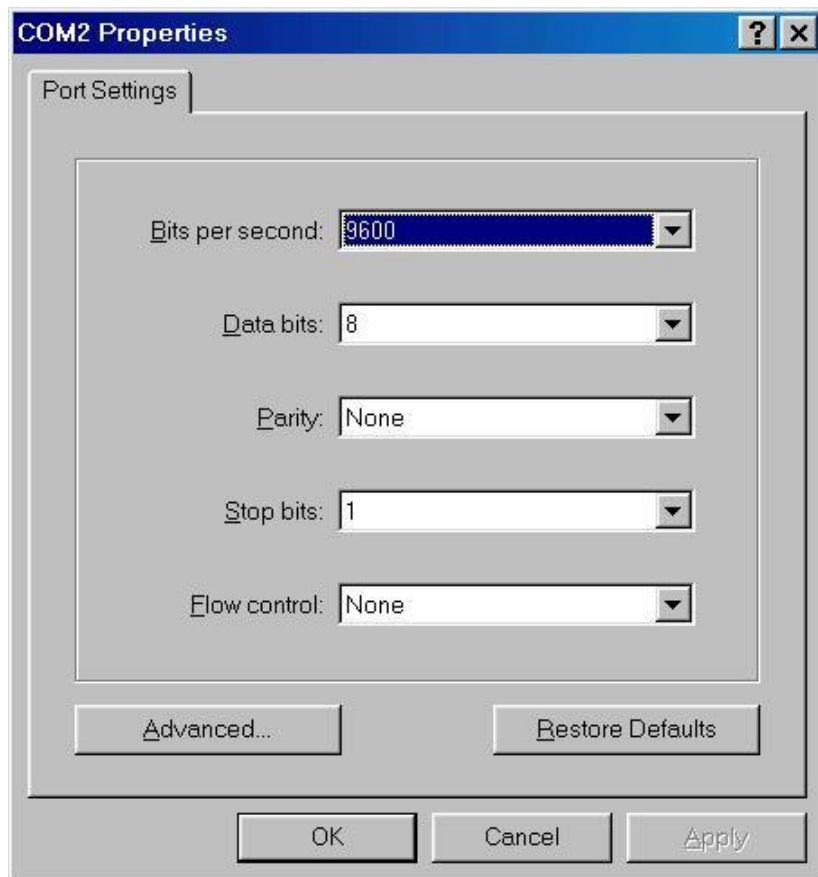 COM2 Properties
Port Settings
Bits per second: 9600
Data bits: 8
Parity: None
Stop bits: 1
Flow control: None
Advanced...
Restore Defaults
OK
Cancel
Apply